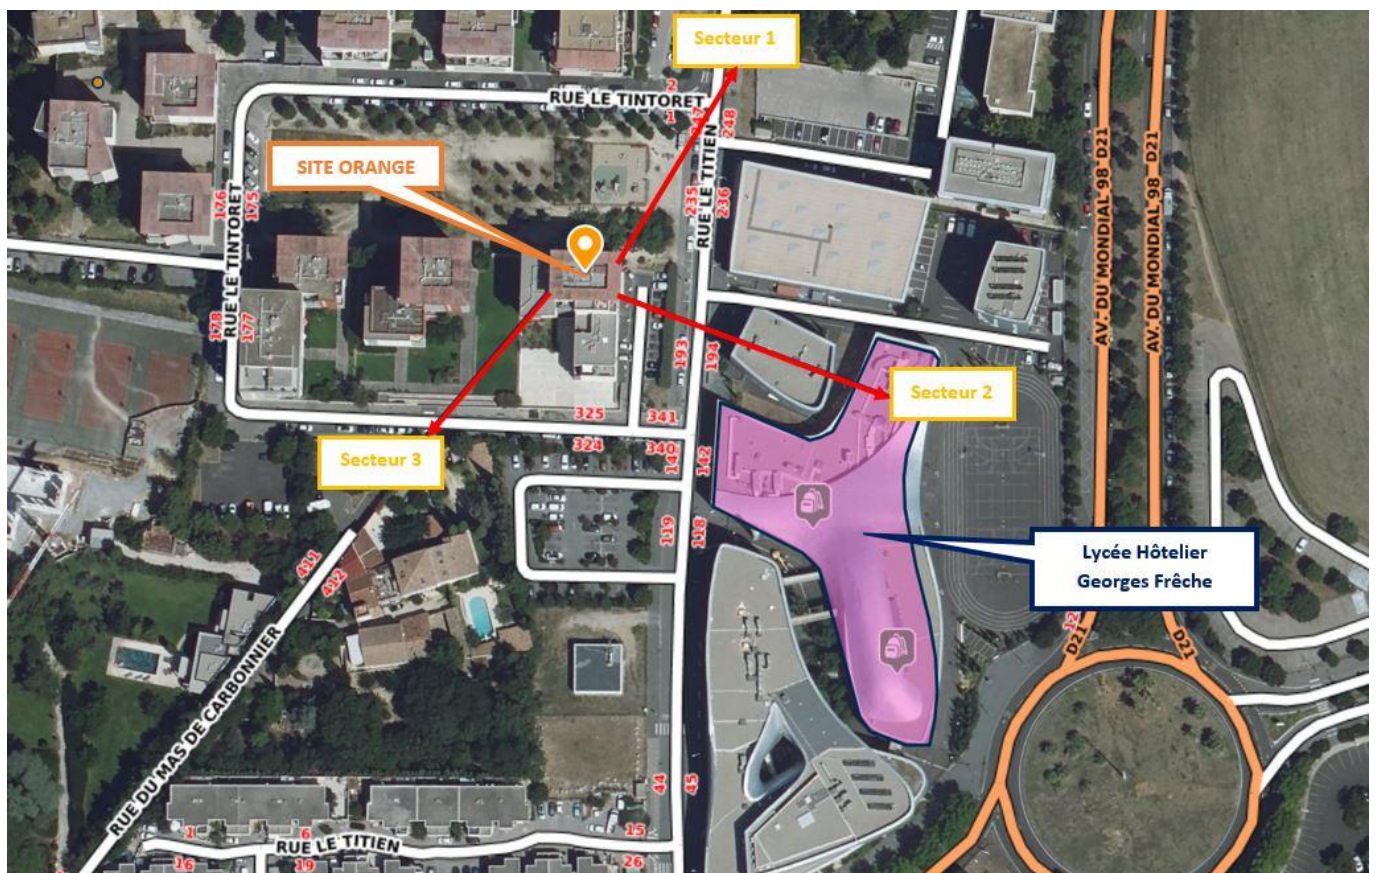 Secteur 1
RUE LE TINTORET
2
1
247
248
RUE LE TITIEN
AV. DU MONDIAL 98 D21
AV. DU MONDIAL 98 D21
SITE ORANGE
176
175
RUE LE TINTORET
235
236
178
177
193
194
Secteur 2
325
341
324
340
140
142
Secteur 3
119
118
411
412
Lycée Hôtelier
Georges Frêche
12
D21
D21
RUE DU MAS DE CARBONNIER
44
45
1
6
15
RUE LE TITIEN
16
19
26